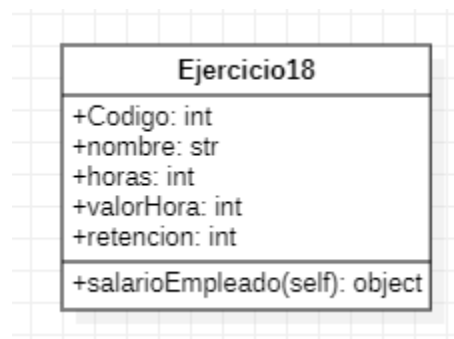 Ejercicio18
+Codigo: int
+nombre: str
+horas: int
+valorHora: int
+retencion: int
+salarioEmpleado(self): object